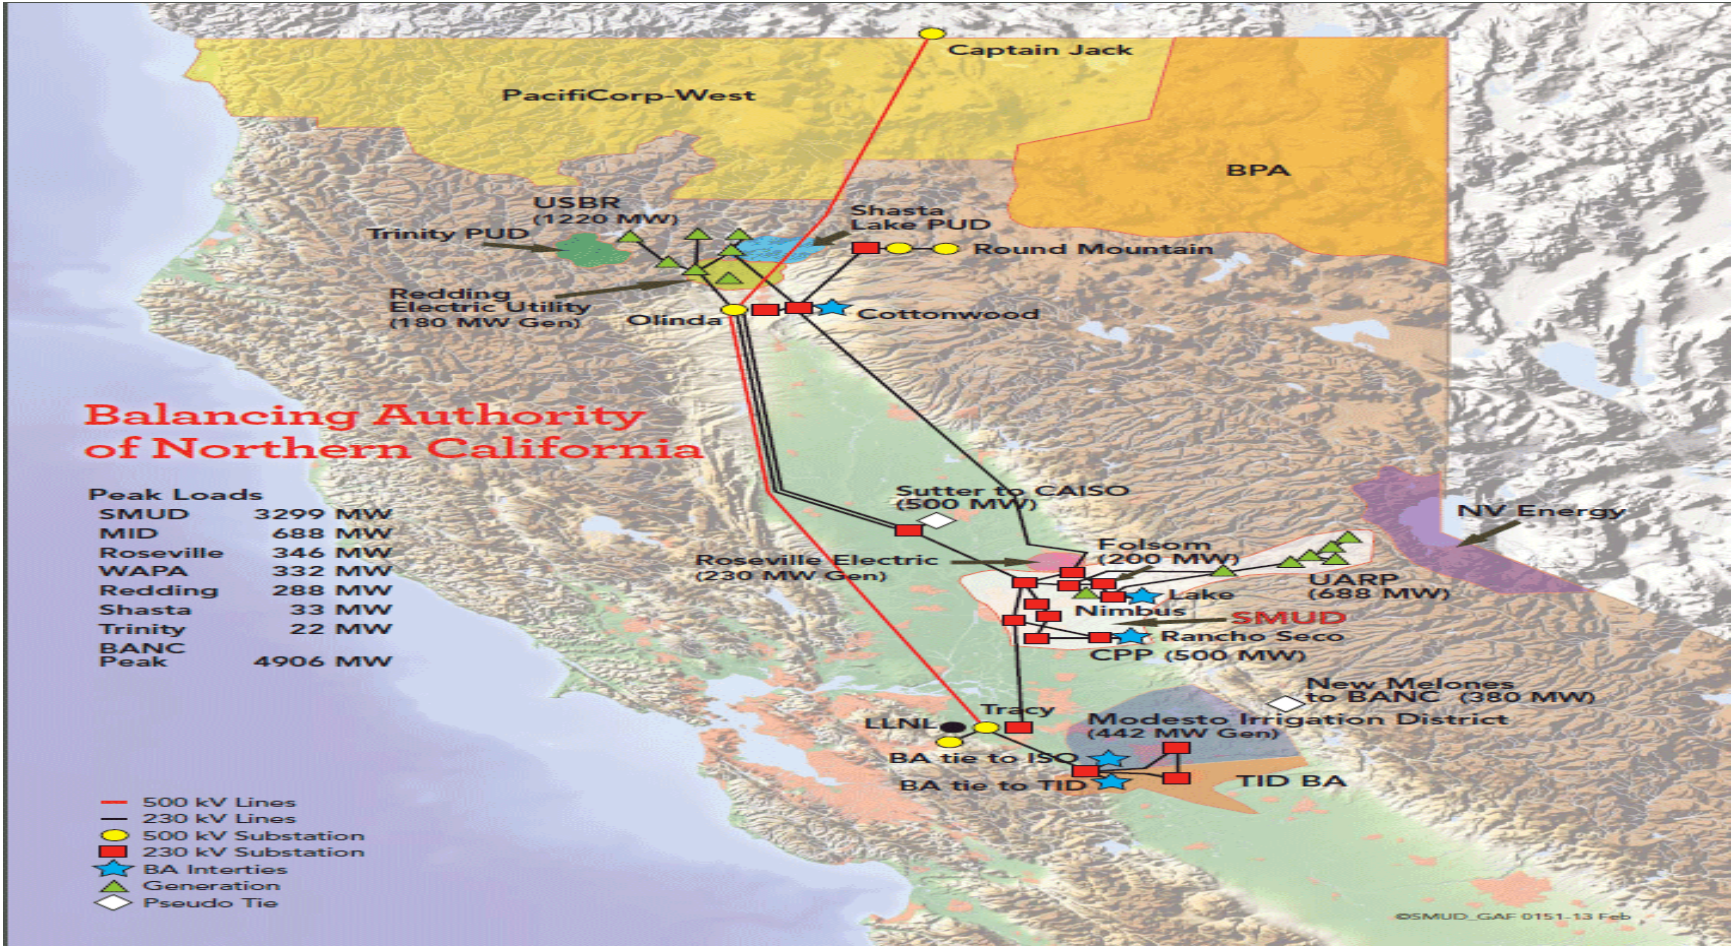 Captain Jack
PacifiCorp-West
BPA
USBR
(1220 MW)
Trinity PUD
Shasta
Lake PUD
Round Mountain
Redding
Electric Utility
(180 MW Gen)
Olinda
Cottonwood
Balancing Authority
of Northern California
Peak Loads
SMUD 3299 MW
MID 688 MW
Roseville 346 MW
WAPA 332 MW
Redding 288 MW
Shasta 33 MW
Trinity 22 MW
BANC
Peak 4906 MW
Sutter to CAISO
(500 MW)
NV Energy
Roseville Electric
(230 MW Gen)
Folsom
(200 MW)
UARP
(688 MW)
Lake
Nimbus
SMUD
Rancho Seco
CPP (500 MW)
New Melones
to BANC (380 MW)
Tracy
LLNL
Modesto Irrigation District
(442 MW Gen)
BA tie to ISO
BA tie to TID
TID BA
500 kV Lines
230 kV Lines
500 kV Substation
230 kV Substation
BA Interties
Generation
Pseudo Tie
©SMUD_GAF 0151-13 Feb